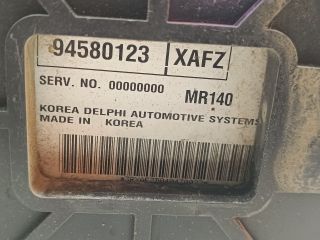 94580123 XAFZ
SERV. NO. 00000000 MR140
KOREA DELPHI AUTOMOTIVE SYSTEMS
MADE IN KOREA